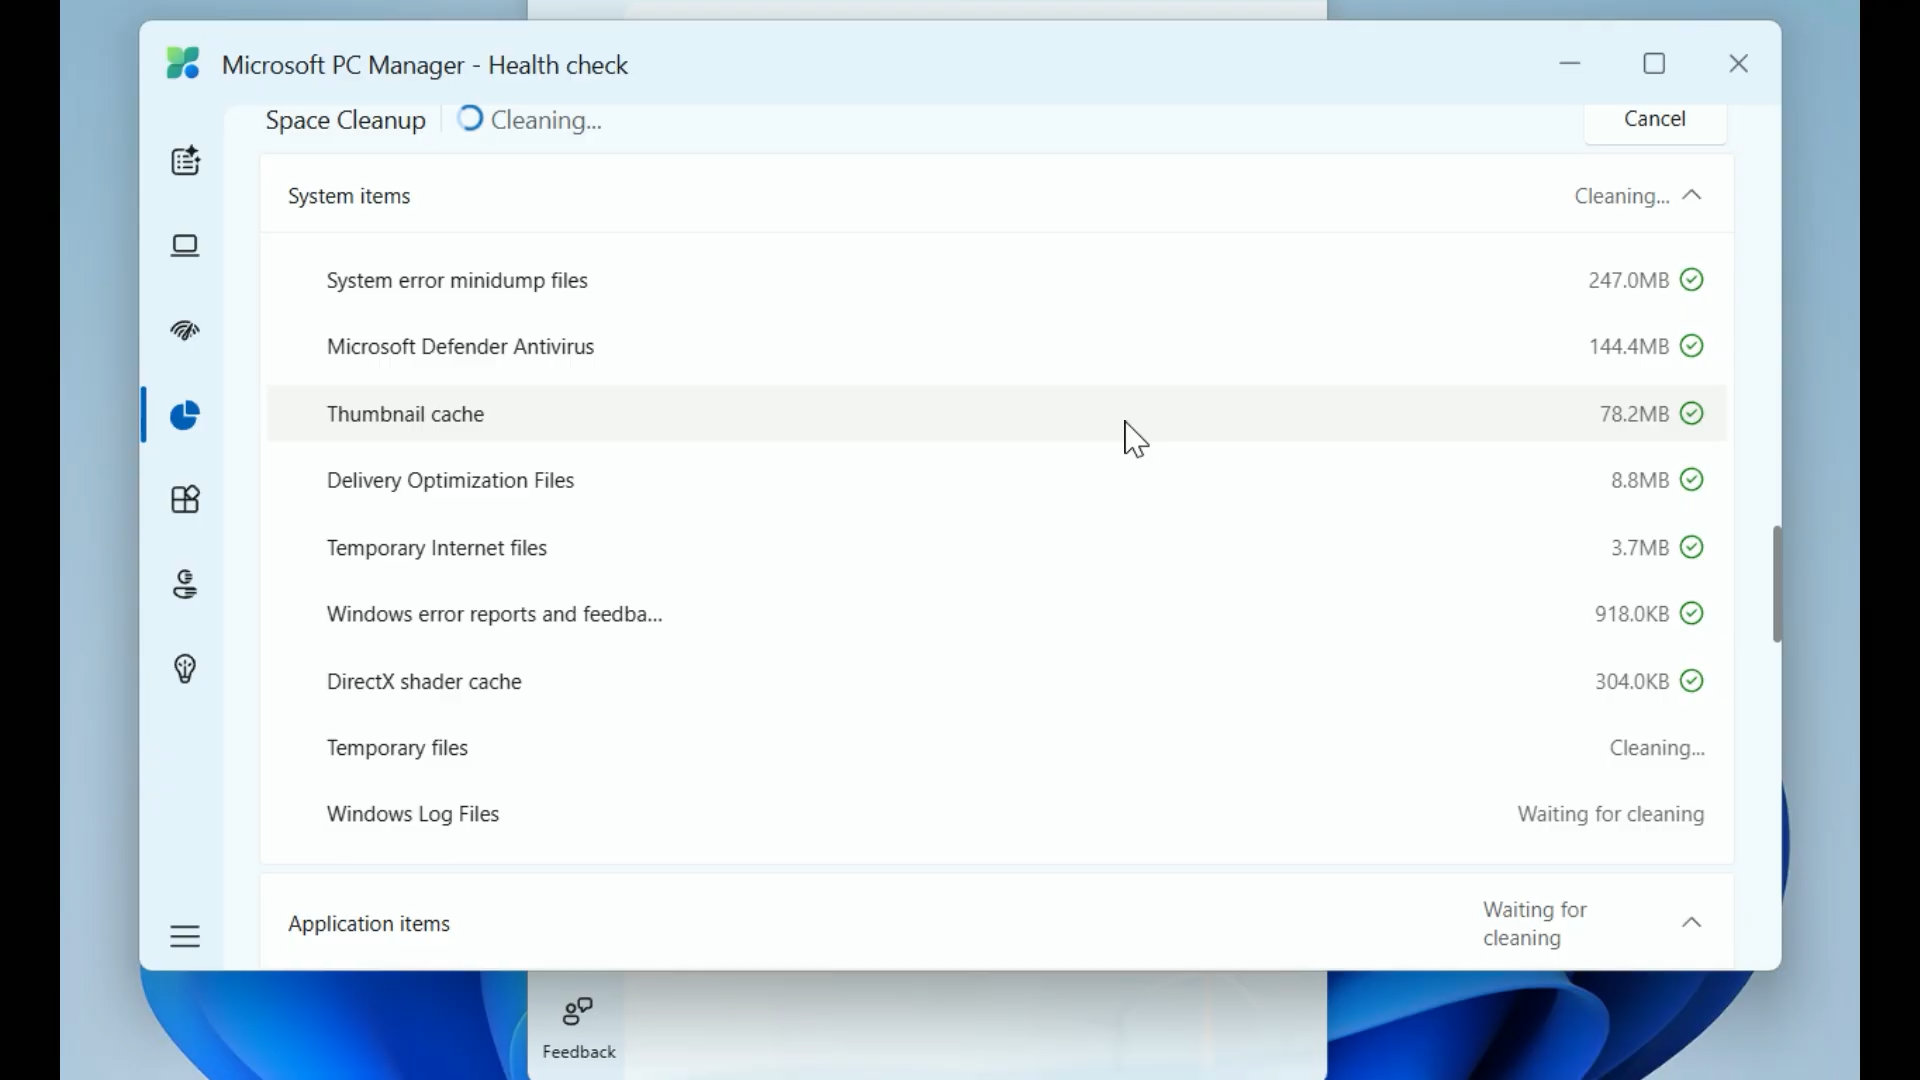 Microsoft PC Manager - Health check
Space Cleanup
Cleaning...
Cancel
System items
Cleaning...
System error minidump files
247.0MB
Microsoft Defender Antivirus
144.4MB
Thumbnail cache
78.2MB
Delivery Optimization Files
8.8MB
Temporary Internet files
3.7MB
Windows error reports and feedba...
918.0KB
DirectX shader cache
304.0KB
Temporary files
Cleaning...
Windows Log Files
Waiting for cleaning
Application items
Waiting for
cleaning
Feedback